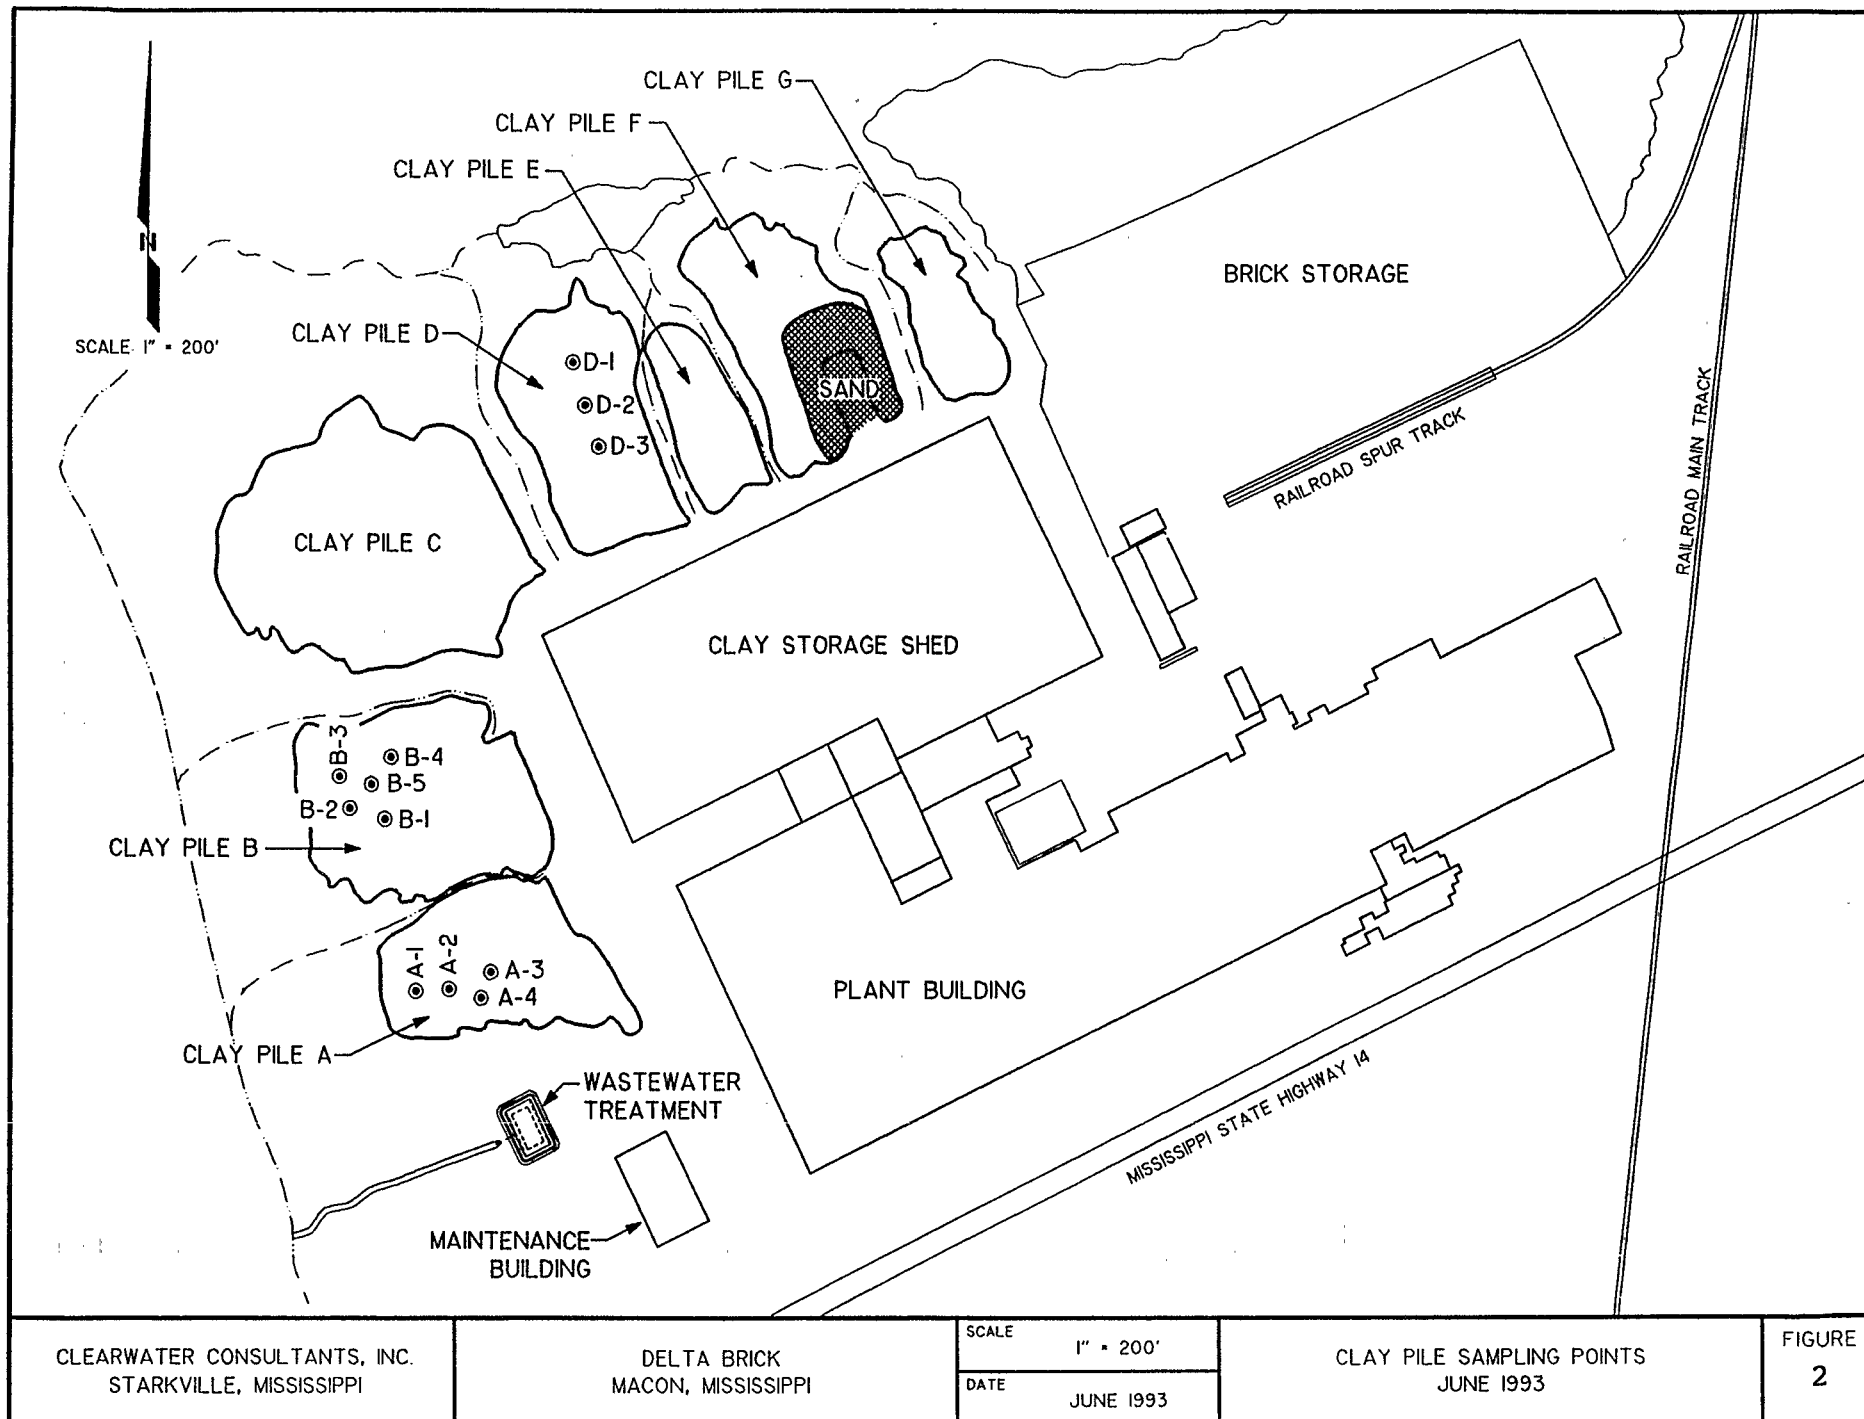 CLAY PILE G
CLAY PILE F
CLAY PILE E
N
SCALE 1" = 200'
CLAY PILE D
BRICK STORAGE
D-1
D-2
D-3
SAND
RAILROAD SPUR TRACK
RAILROAD MAIN TRACK
CLAY PILE C
CLAY STORAGE SHED
B-3
B-4
B-5
B-2
B-1
CLAY PILE B
A-1
A-2
A-3
A-4
CLAY PILE A
PLANT BUILDING
WASTEWATER
TREATMENT
MISSISSIPPI STATE HIGHWAY 14
MAINTENANCE
BUILDING
CLEARWATER CONSULTANTS, INC.
STARKVILLE, MISSISSIPPI
DELTA BRICK
MACON, MISSISSIPPI
SCALE
1" = 200'
DATE
JUNE 1993
CLAY PILE SAMPLING POINTS
JUNE 1993
FIGURE
2